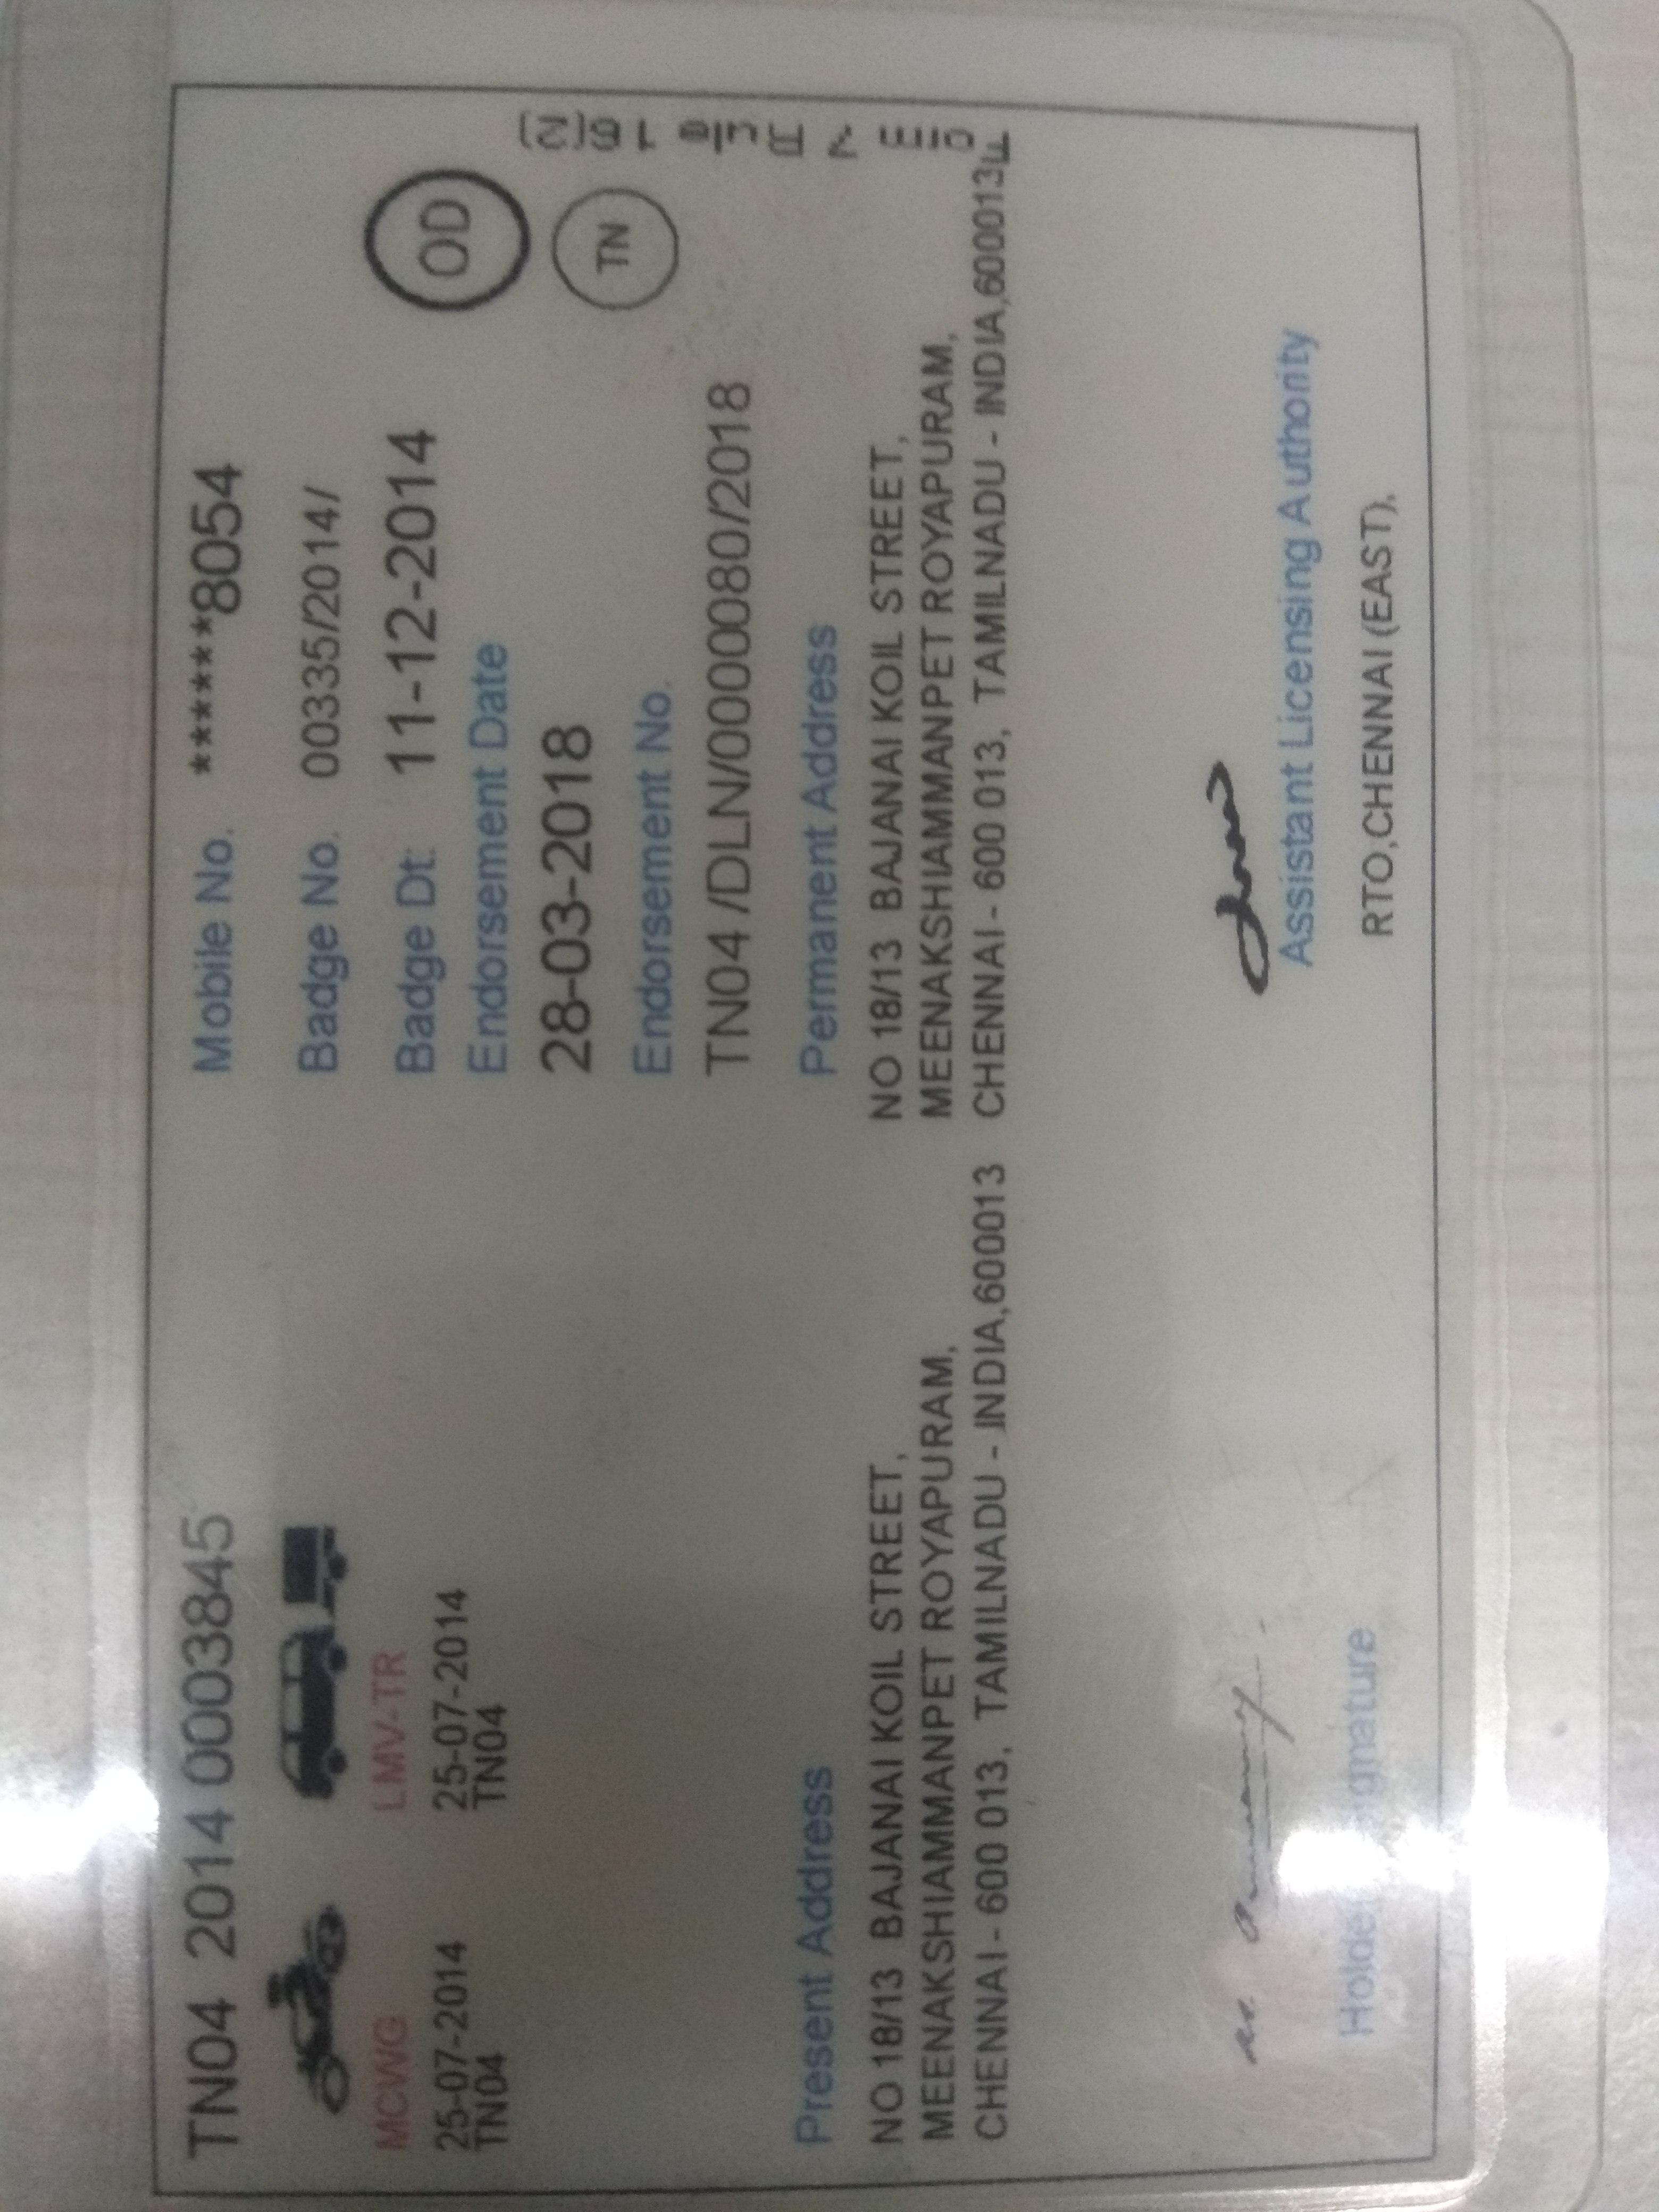 TN04 2014 0003845
Mobile No. ******8054
Badge No. 00335/2014/
MCWG
LMV-TR
Badge Dt. 11-12-2014
OD
25-07-2014
TN04
25-07-2014
TN04
Endorsement Date
28-03-2018
TN
Endorsement No.
TN04 /DLN/0000080/2018
Form 7 Rule 16(2)
Present Address
NO 18/13 BAJANAI KOIL STREET,
MEENAKSHIAMMANPET ROYAPURAM,
CHENNAI - 600 013, TAMILNADU - INDIA,600013
Permanent Address
NO 18/13 BAJANAI KOIL STREET,
MEENAKSHIAMMANPET ROYAPURAM,
CHENNAI - 600 013, TAMILNADU - INDIA,600013
Holder's Signature
Assistant Licensing Authority
RTO,CHENNAI (EAST),